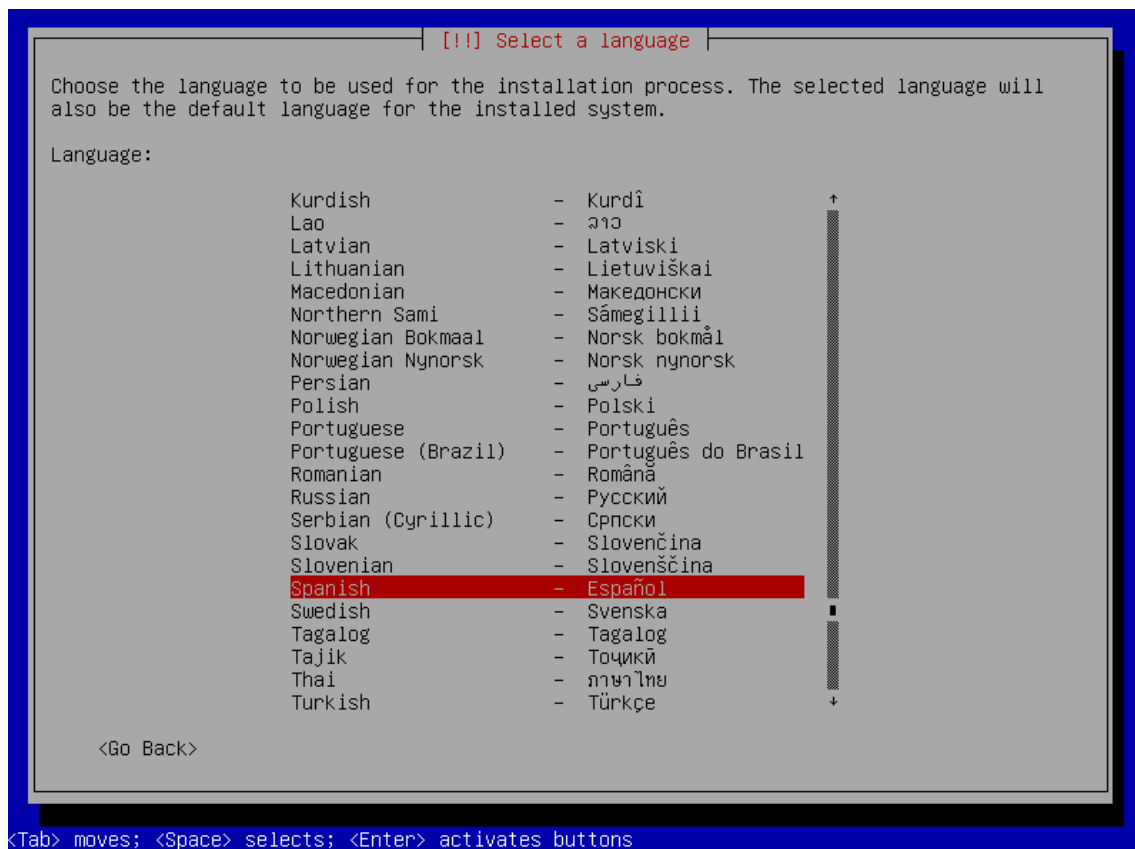 [!!] Select a language
Choose the language to be used for the installation process. The selected language will
also be the default language for the installed system.
Language:
Kurdish - Kurdî
Lao - ລາວ
Latvian - Latviski
Lithuanian - Lietuviškai
Macedonian - Македонски
Northern Sami - Sámegillii
Norwegian Bokmaal - Norsk bokmål
Norwegian Nynorsk - Norsk nynorsk
Persian - فارسی
Polish - Polski
Portuguese - Português
Portuguese (Brazil) - Português do Brasil
Romanian - Română
Russian - Русский
Serbian (Cyrillic) - Српски
Slovak - Slovenčina
Slovenian - Slovenščina
Spanish - Español
Swedish - Svenska
Tagalog - Tagalog
Tajik - Тоҷикӣ
Thai - ภาษาไทย
Turkish - Türkçe
<Go Back>
<Tab> moves; <Space> selects; <Enter> activates buttons